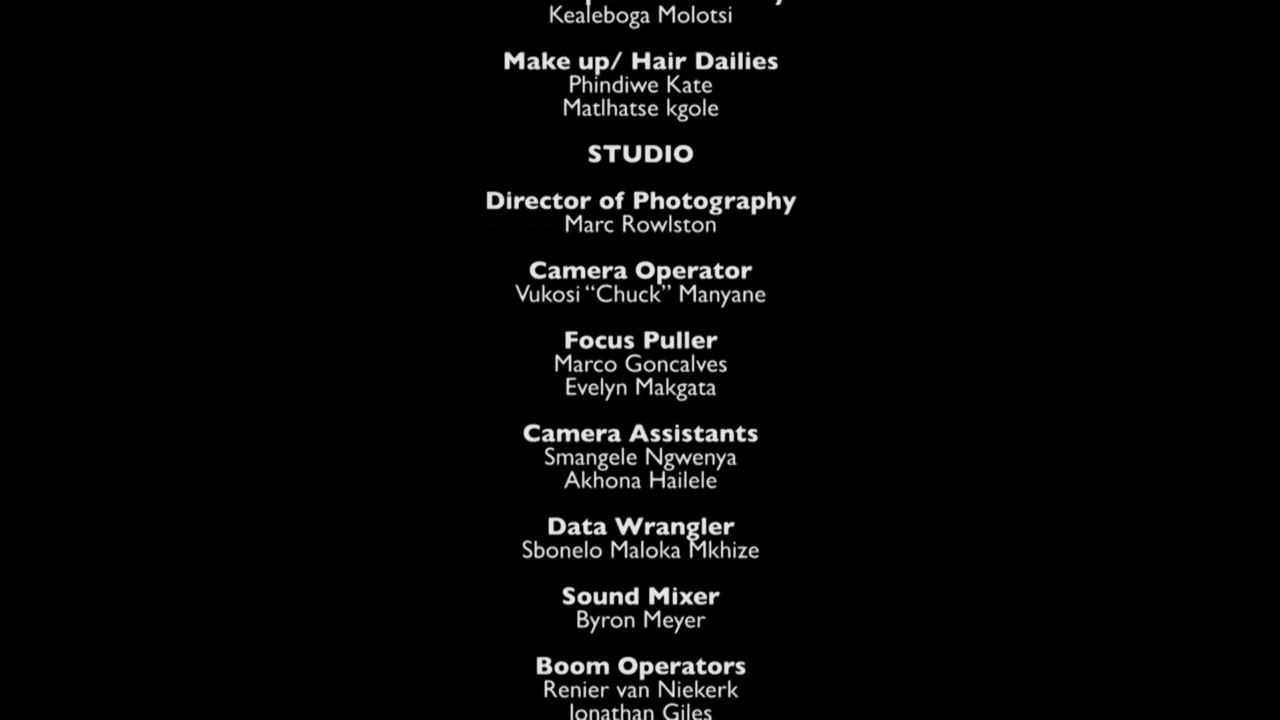 Kealeboga Molotsi
Make up/ Hair Dailies
Phindiwe Kate
Matlhatse kgole
STUDIO
Director of Photography
Marc Rowlston
Camera Operator
Vukosi “Chuck” Manyane
Focus Puller
Marco Goncalves
Evelyn Makgata
Camera Assistants
Smangele Ngwenya
Akhona Hailele
Data Wrangler
Sbonelo Maloka Mkhize
Sound Mixer
Byron Meyer
Boom Operators
Renier van Niekerk
Jonathan Giles